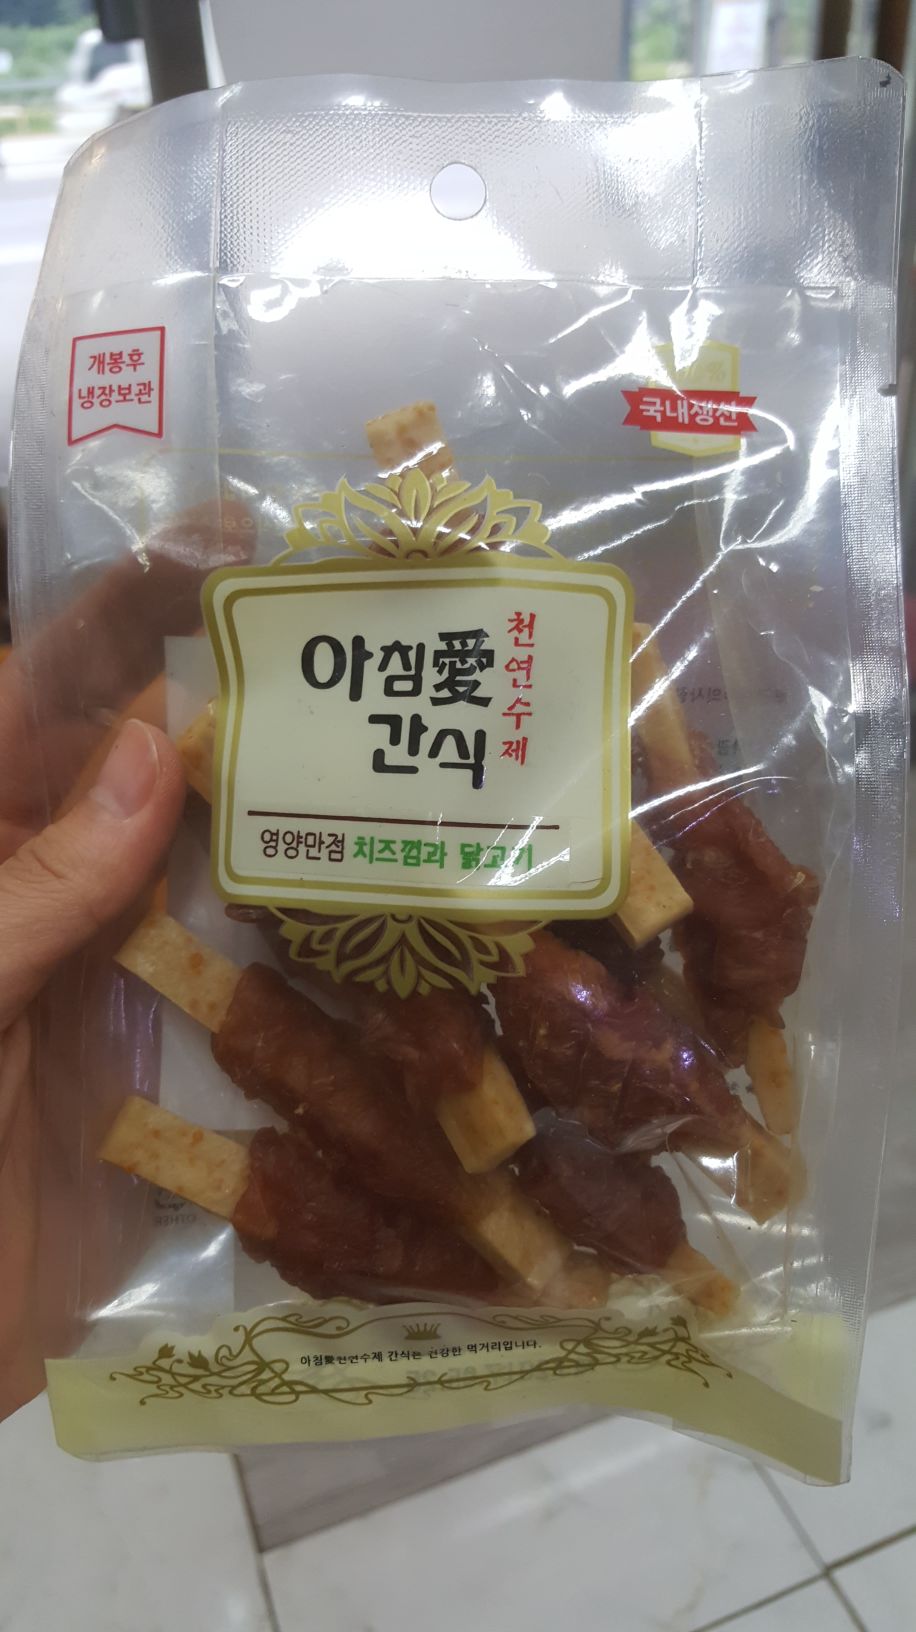 개봉후
냉장보관
국내생산
아침愛
간식
천연수제
영양만점 치즈껌과 닭고기
아침愛천연수제 간식는 건강한 먹거리입니다.
OTHER